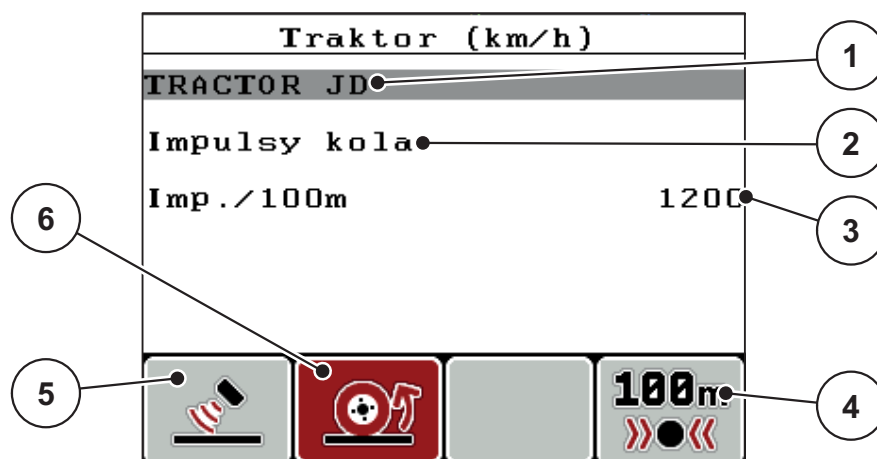 Traktor (km/h)
1
TRACTOR JD
Impulsy kola
2
Imp./100m 1200
3
6
5
100m
4